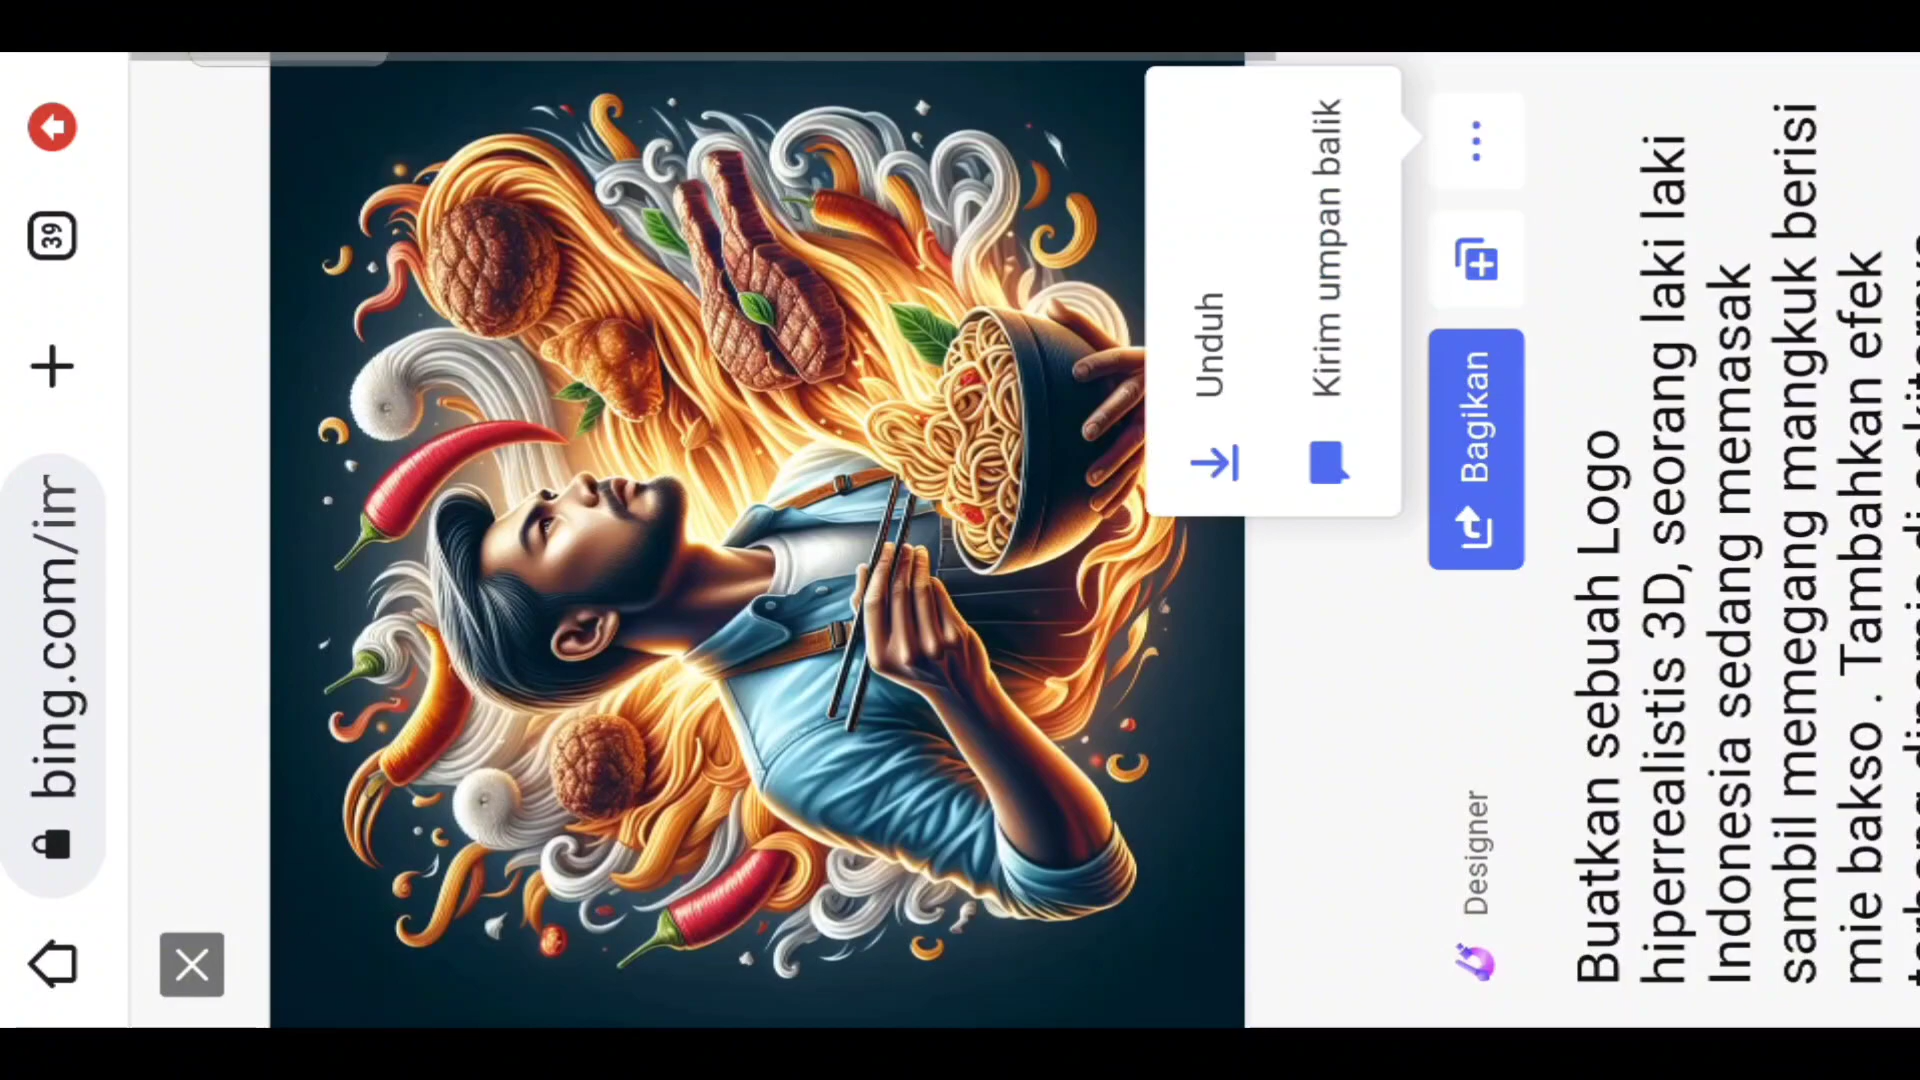 bing.com/im
39
Unduh
Kirim umpan balik
Designer
Bagikan
Buatkan sebuah Logo
hiperrealistis 3D, seorang laki laki
Indonesia sedang memasak
sambil memegang mangkuk berisi
mie bakso . Tambahkan efek